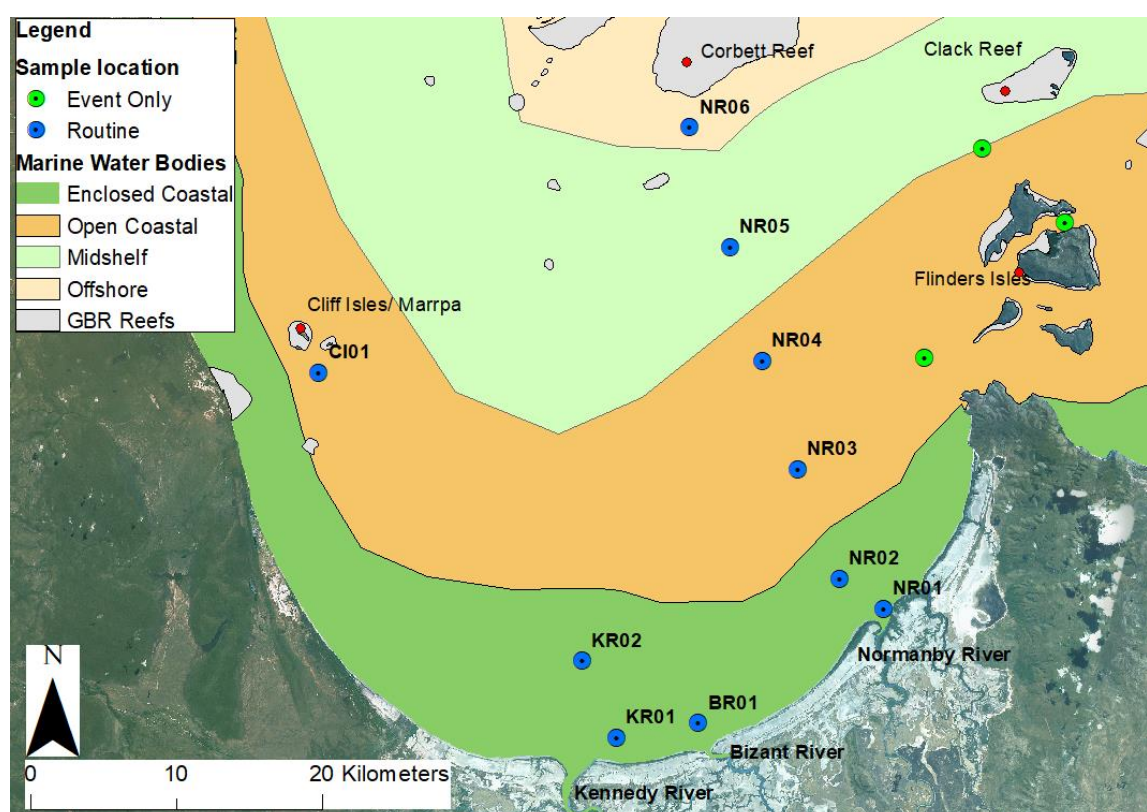 Legend
Sample location
Event Only
Routine
Marine Water Bodies
Enclosed Coastal
Open Coastal
Midshelf
Offshore
GBR Reefs
Corbett Reef
Clack Reef
NR06
NR05
Flinders Isles
Cliff Isles/ Marrpa
CI01
NR04
NR03
NR02
NR01
KR02
Normanby River
BR01
KR01
Bizant River
Kennedy River
N
0 10 20 Kilometers